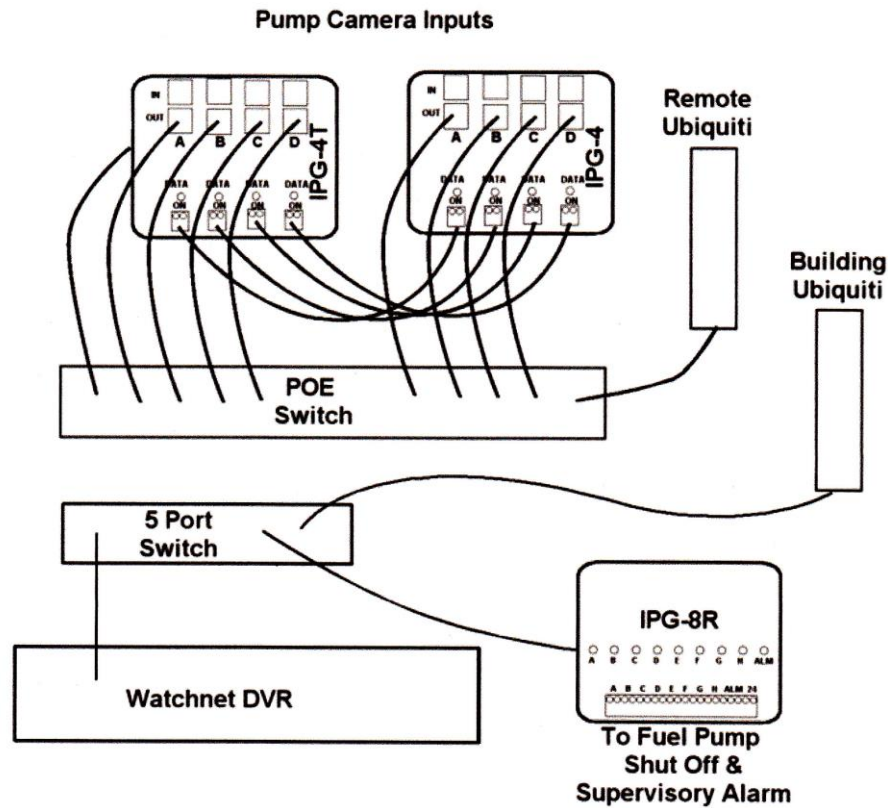 Pump Camera Inputs
IN
OUT
A B C D
IPG-4T
DATA DATA DATA DATA
ON ON ON ON
A B C D
IPG-4
DATA DATA DATA DATA
ON ON ON ON
Remote
Ubiquiti
Building
Ubiquiti
POE
Switch
5 Port
Switch
Watchnet DVR
IPG-8R
A B C D E F G H ALM
A B C D E F G H ALM 24
To Fuel Pump
Shut Off &
Supervisory Alarm